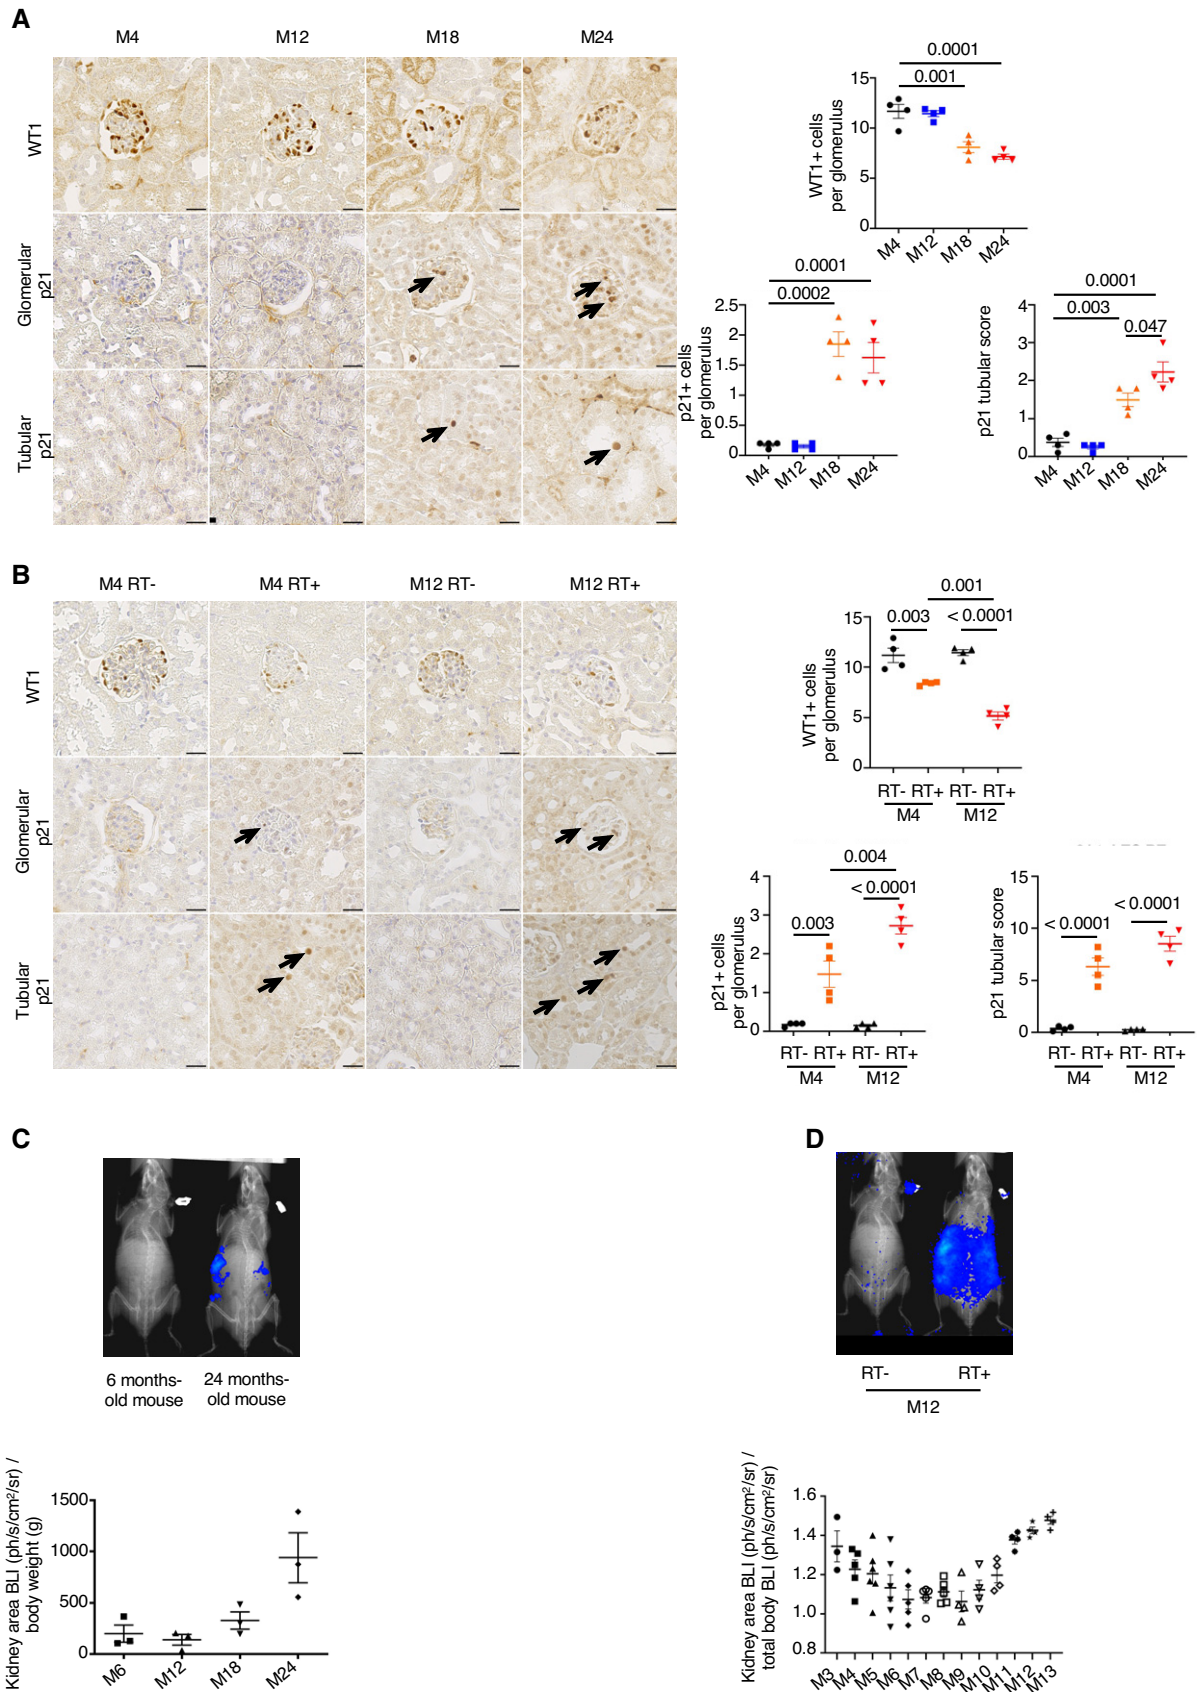 A
M4 M12 M18 M24
WT1
Glomerular
p21
Tubular
p21
0.0001
0.001
15
10
5
0
WT1+ cells
per glomerulus
M4 M12 M18 M24
0.0001
0.0002
2.5
2
1.5
1
0.5
0
p21+ cells
per glomerulus
M4 M12 M18 M24
0.0001
0.003
0.047
4
3
2
1
0
p21 tubular score
M4 M12 M18 M24
B
M4 RT- M4 RT+ M12 RT- M12 RT+
WT1
Glomerular
p21
Tubular
p21
0.001
0.003 < 0.0001
15
10
5
0
WT1+ cells
per glomerulus
RT- RT+ RT- RT+
M4 M12
0.004
< 0.0001
0.003
4
3
2
1
0
p21+ cells
per glomerulus
RT- RT+ RT- RT+
M4 M12
< 0.0001
< 0.0001
15
10
5
0
p21 tubular score
RT- RT+ RT- RT+
M4 M12
C
6 months-
old mouse
24 months-
old mouse
Kidney area BLI (ph/s/cm²/sr) /
body weight (g)
1500
1000
500
0
M6 M12 M18 M24
D
RT- RT+
M12
Kidney area BLI (ph/s/cm²/sr) /
total body BLI (ph/s/cm²/sr)
1.6
1.4
1.2
1.0
0.8
M3 M4 M5 M6 M7 M8 M9 M10 M11 M12 M13